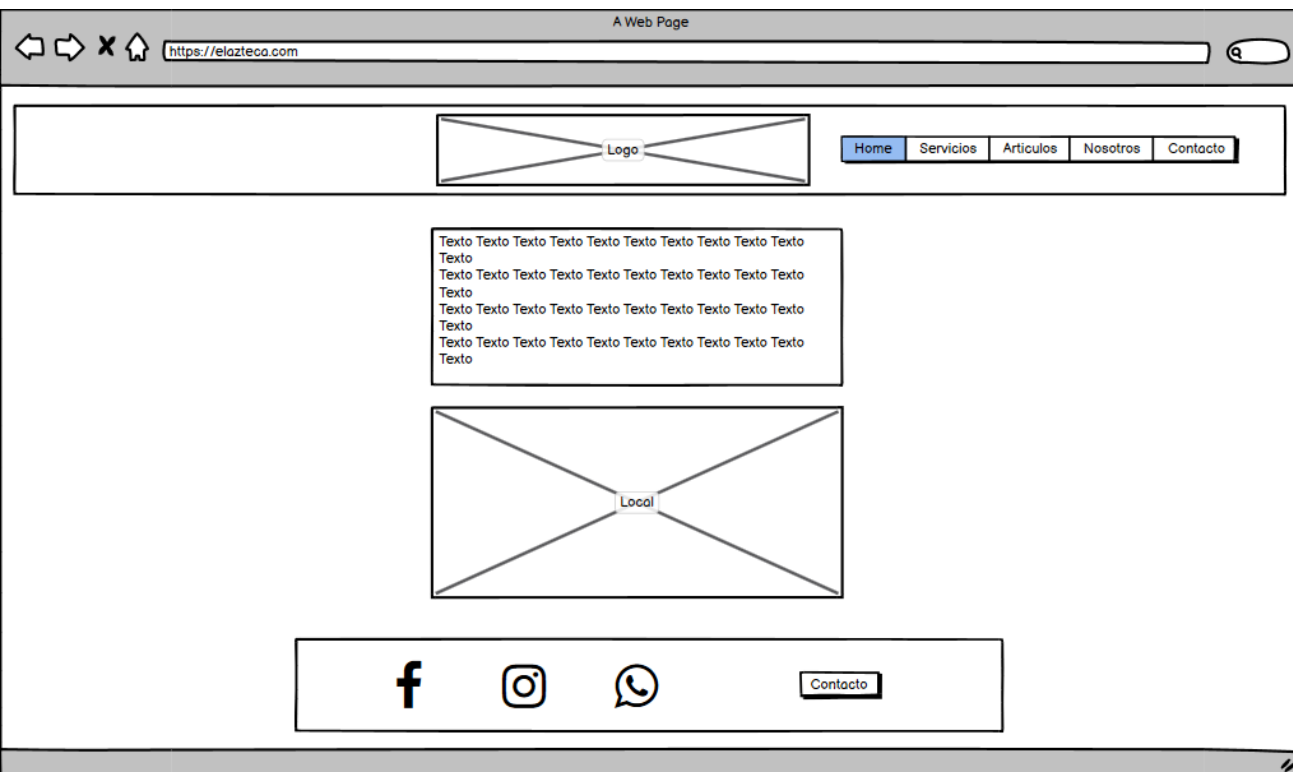 A Web Page
https://elazteca.com
Logo
Home Servicios Articulos Nosotros Contacto
Texto Texto Texto Texto Texto Texto Texto Texto Texto Texto
Texto
Texto Texto Texto Texto Texto Texto Texto Texto Texto Texto
Texto
Texto Texto Texto Texto Texto Texto Texto Texto Texto Texto
Texto
Texto Texto Texto Texto Texto Texto Texto Texto Texto Texto
Texto
Local
Contacto